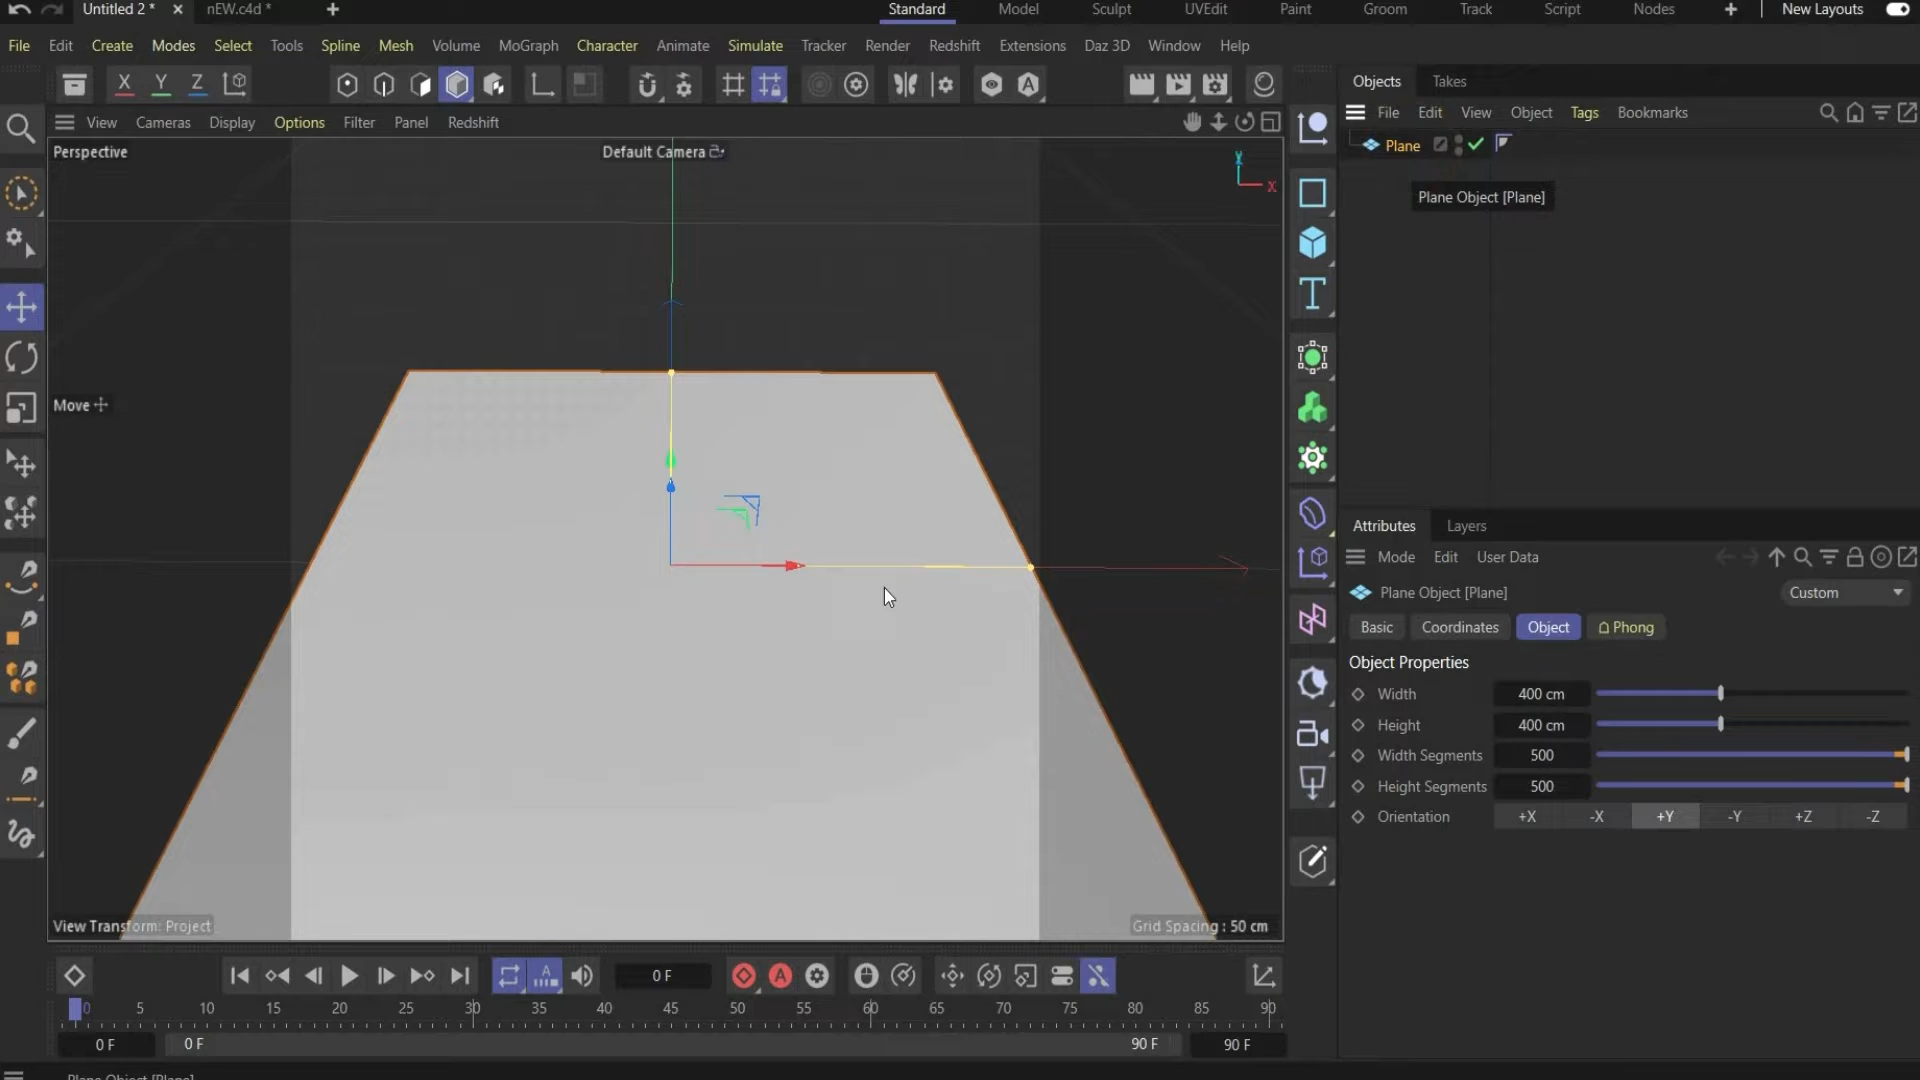 Untitled 2 *
nEW.c4d *
Standard
Model
Sculpt
UVEdit
Paint
Groom
Track
Script
Nodes
New Layouts
File Edit Create Modes Select Tools Spline Mesh Volume MoGraph Character Animate Simulate Tracker Render Redshift Extensions Daz 3D Window Help
X Y Z
Objects Takes
View Cameras Display Options Filter Panel Redshift
File Edit View Object Tags Bookmarks
Perspective
Default Camera
Y
X
Plane
Plane Object [Plane]
Move
Attributes Layers
Mode Edit User Data
Plane Object [Plane]
Custom
Basic Coordinates Object Phong
Object Properties
Width 400 cm
Height 400 cm
Width Segments 500
Height Segments 500
Orientation +X -X +Y -Y +Z -Z
View Transform: Project
Grid Spacing : 50 cm
0 F
0 5 10 15 20 25 30 35 40 45 50 55 60 65 70 75 80 85 90
0 F
0 F
90 F
90 F
Plane Object [Plane]